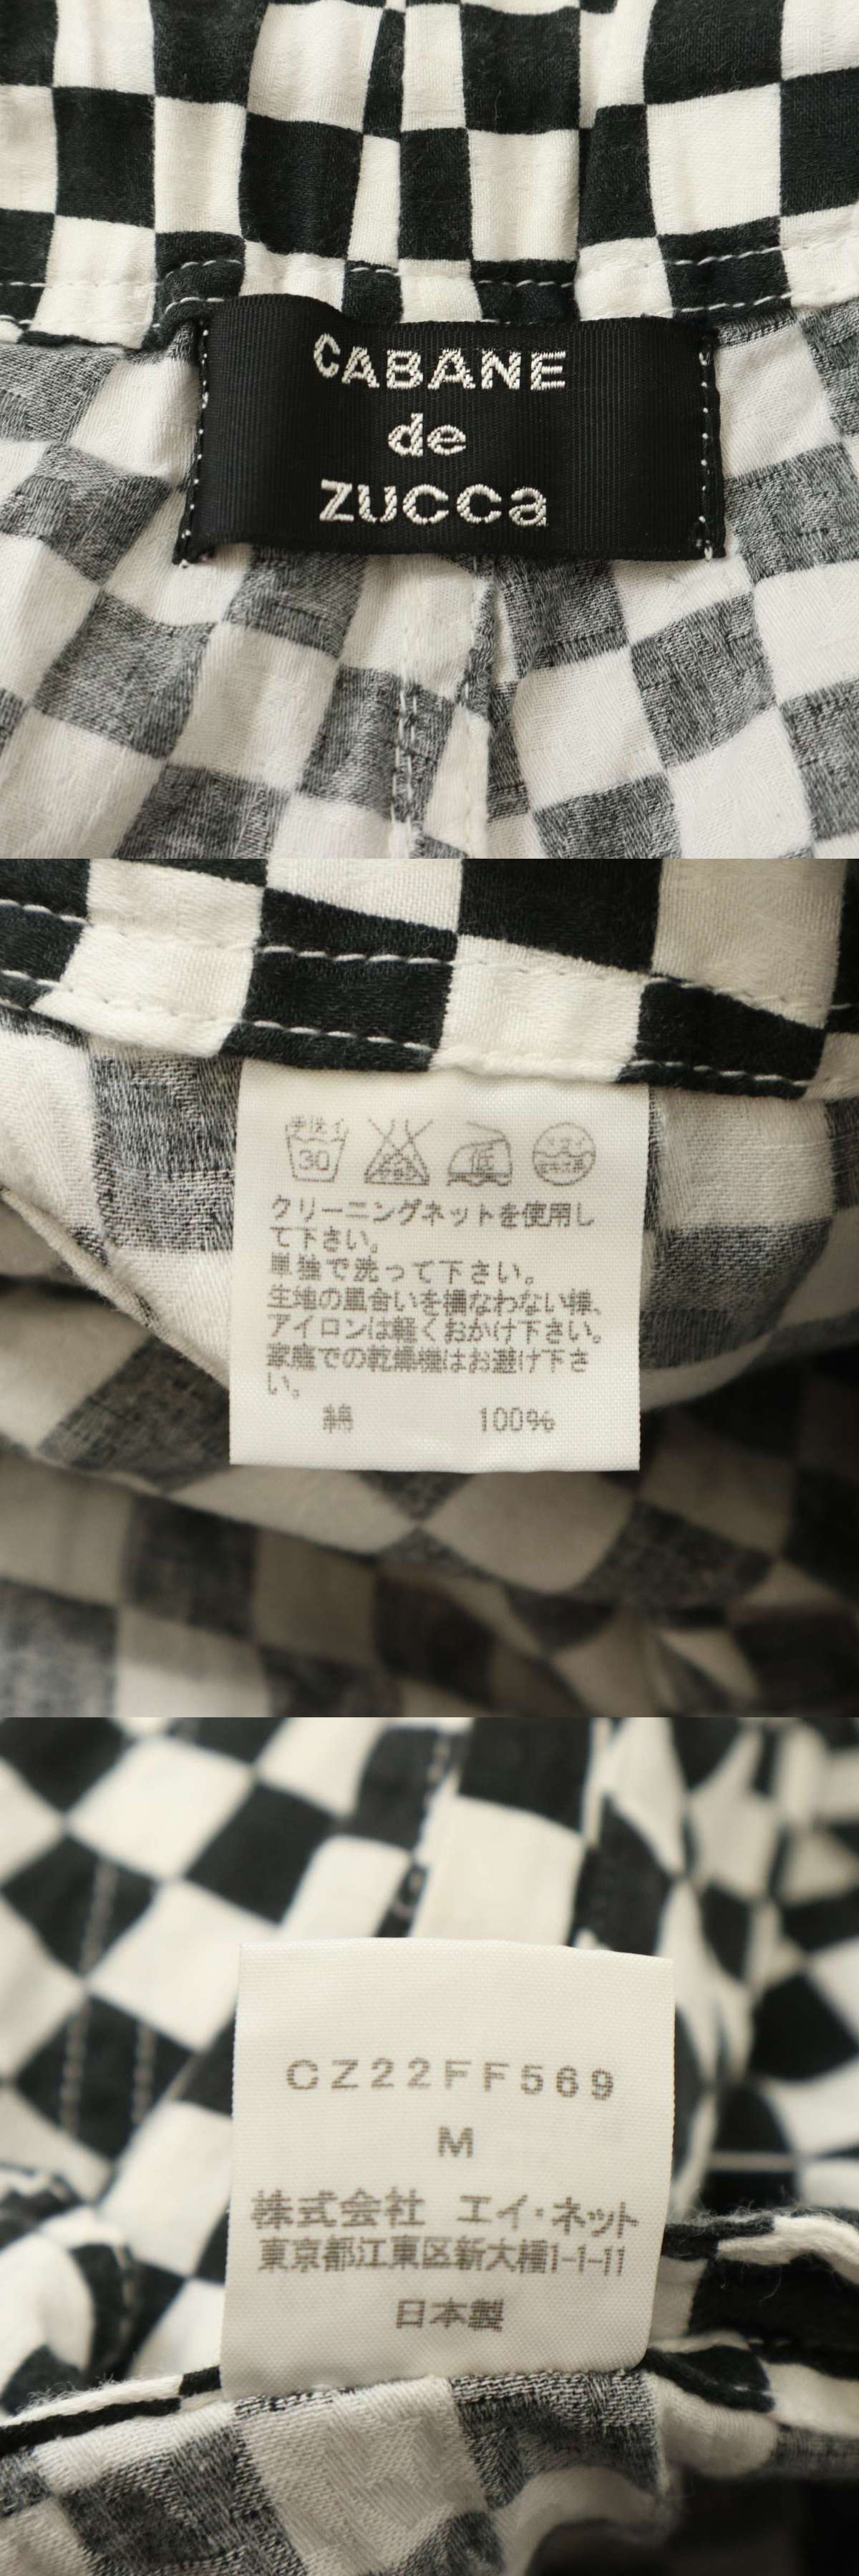 CABANE
de
zucca
手洗イ
30
低
クリーニングネットを使用し
て下さい。
単独で洗って下さい。
生地の風合いを損なわない様、
アイロンは軽くおかけ下さい。
家庭での乾燥機はお避け下さ
い。
綿 100%
CZ22FF569
M
株式会社 エイ・ネット
東京都江東区新大橋1-1-11
日本製